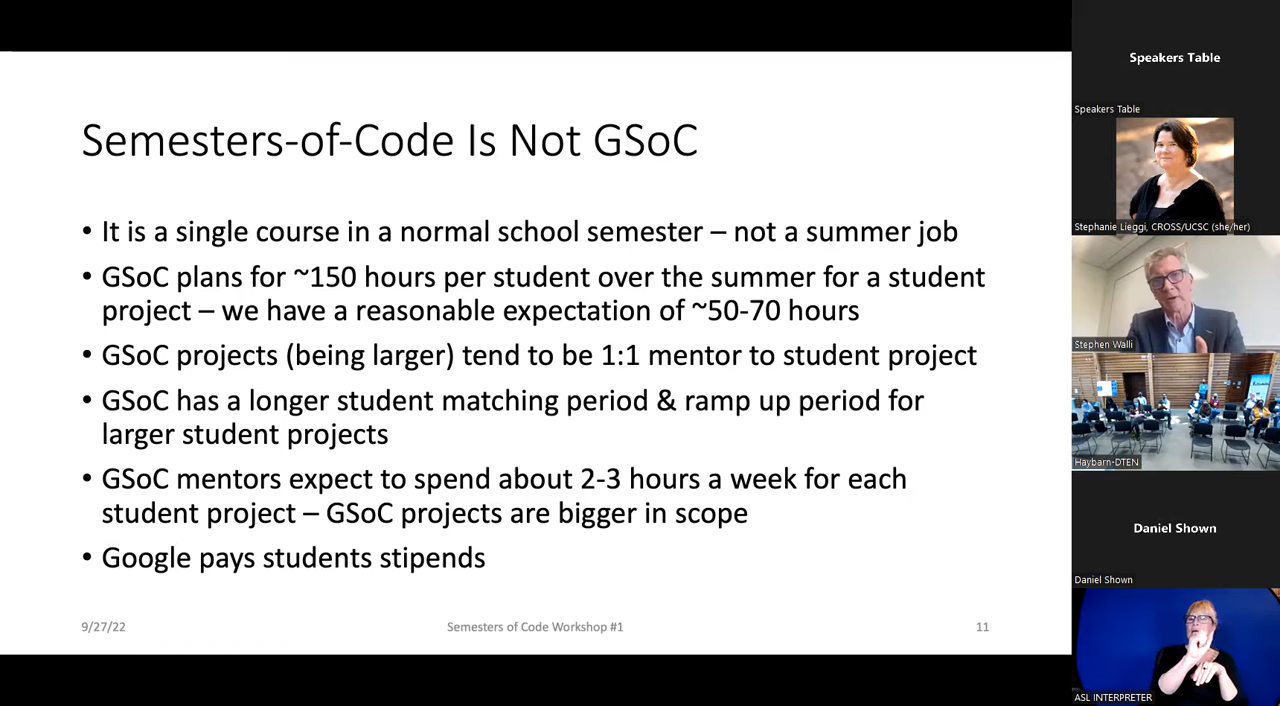 Semesters-of-Code Is Not GSoC
• It is a single course in a normal school semester – not a summer job
• GSoC plans for ~150 hours per student over the summer for a student
project – we have a reasonable expectation of ~50-70 hours
• GSoC projects (being larger) tend to be 1:1 mentor to student project
• GSoC has a longer student matching period & ramp up period for
larger student projects
• GSoC mentors expect to spend about 2-3 hours a week for each
student project – GSoC projects are bigger in scope
• Google pays students stipends
9/27/22
Semesters of Code Workshop #1
11
Speakers Table
Speakers Table
Stephanie Lieggi, CROSS/UCSC (she/her)
Stephen Walli
Haybarn-DTEN
Daniel Shown
Daniel Shown
ASL INTERPRETER